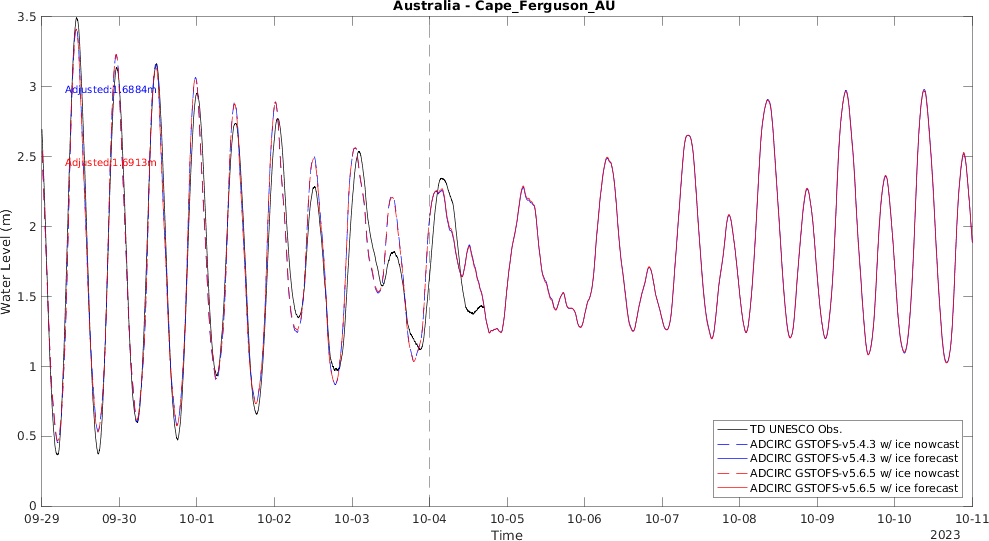 Australia - Cape_Ferguson_AU
3.5
3
2.5
2
1.5
1
0.5
0
Water Level (m)
Adjusted:1.6884m
Adjusted:1.6913m
TD UNESCO Obs.
ADCIRC GSTOFS-v5.4.3 w/ ice nowcast
ADCIRC GSTOFS-v5.4.3 w/ ice forecast
ADCIRC GSTOFS-v5.6.5 w/ ice nowcast
ADCIRC GSTOFS-v5.6.5 w/ ice forecast
09-29 09-30 10-01 10-02 10-03 10-04 10-05 10-06 10-07 10-08 10-09 10-10 10-11
Time
2023